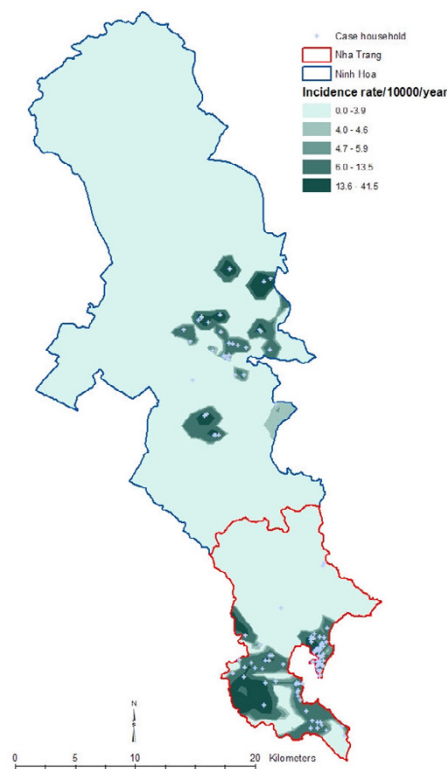 Case household
Nha Trang
Ninh Hoa
Incidence rate/10000/year
0.0 -3.9
4.0 - 4.6
4.7 - 5.9
6.0 - 13.5
13.6 - 41.5
N
0 5 10 20 Kilometers